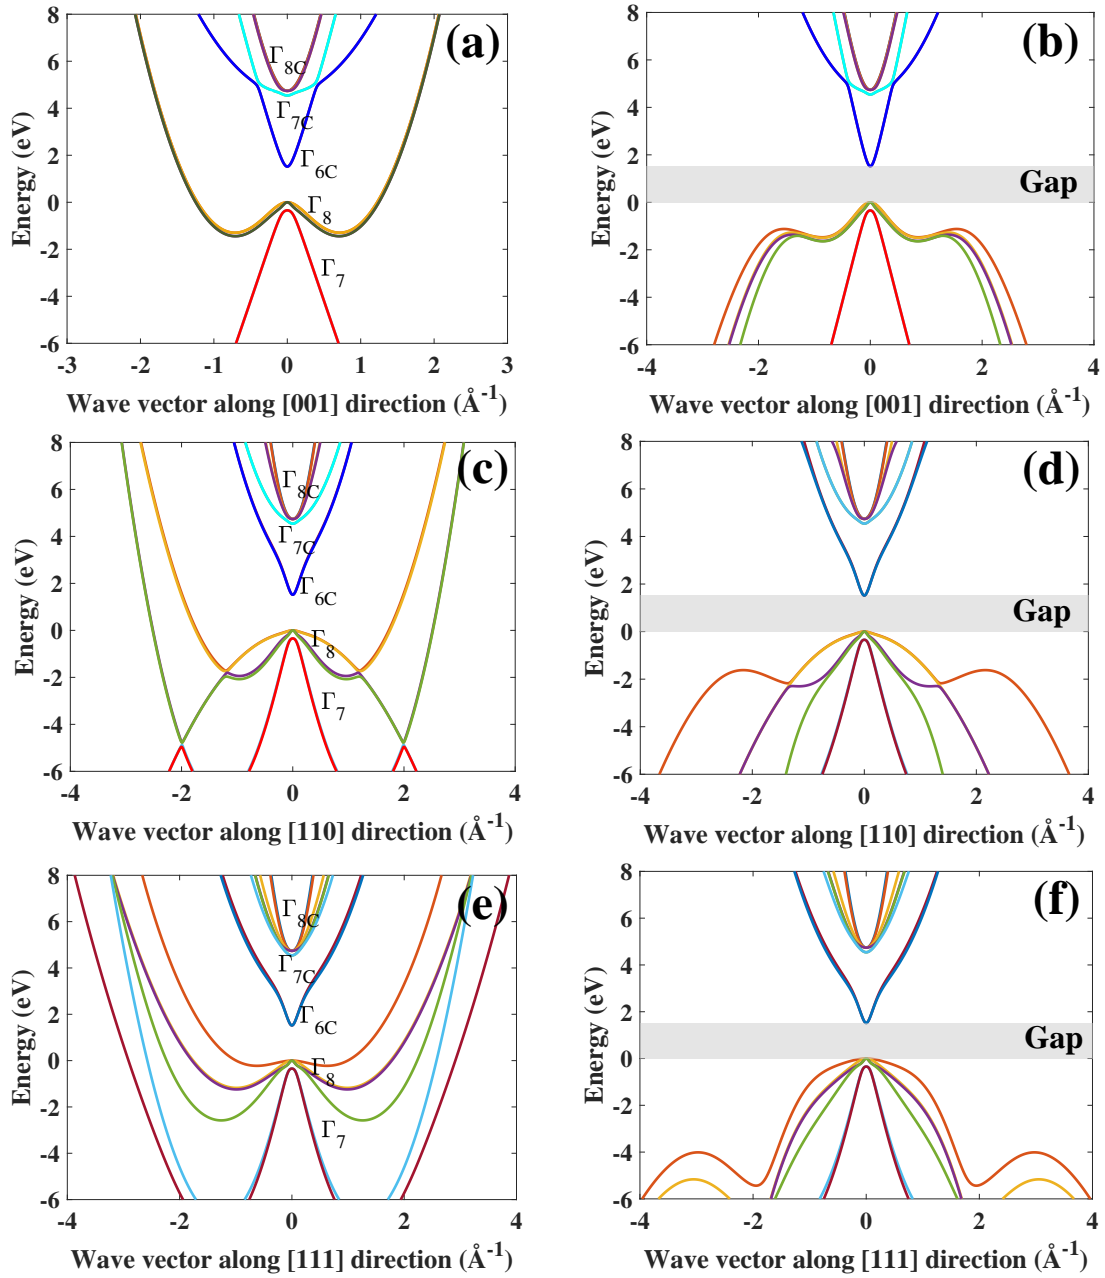 (a)
Γ8C
Γ7C
Γ6C
Γ8
Γ7
8
6
4
2
0
-2
-4
-6
Energy (eV)
-3 -2 -1 0 1 2 3
Wave vector along [001] direction (Å-1)
(b)
Gap
8
6
4
2
0
-2
-4
-6
Energy (eV)
-4 -2 0 2 4
Wave vector along [001] direction (Å-1)
(c)
Γ8C
Γ7C
Γ6C
Γ8
Γ7
8
6
4
2
0
-2
-4
-6
Energy (eV)
-4 -2 0 2 4
Wave vector along [110] direction (Å-1)
(d)
Gap
8
6
4
2
0
-2
-4
-6
Energy (eV)
-4 -2 0 2 4
Wave vector along [110] direction (Å-1)
(e)
Γ8C
Γ7C
Γ6C
Γ8
Γ7
8
6
4
2
0
-2
-4
-6
Energy (eV)
-4 -2 0 2 4
Wave vector along [111] direction (Å-1)
(f)
Gap
8
6
4
2
0
-2
-4
-6
Energy (eV)
-4 -2 0 2 4
Wave vector along [111] direction (Å-1)